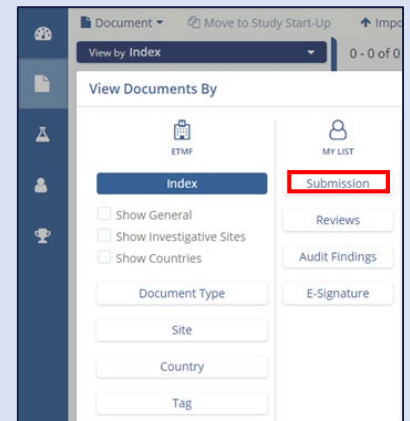 Document Move to Study Start-Up Impo
View by Index 0 - 0 of 0
View Documents By
ETMF
MY LIST
Index
Submission
Show General
Show Investigative Sites
Show Countries
Reviews
Audit Findings
Document Type
E-Signature
Site
Country
Tag